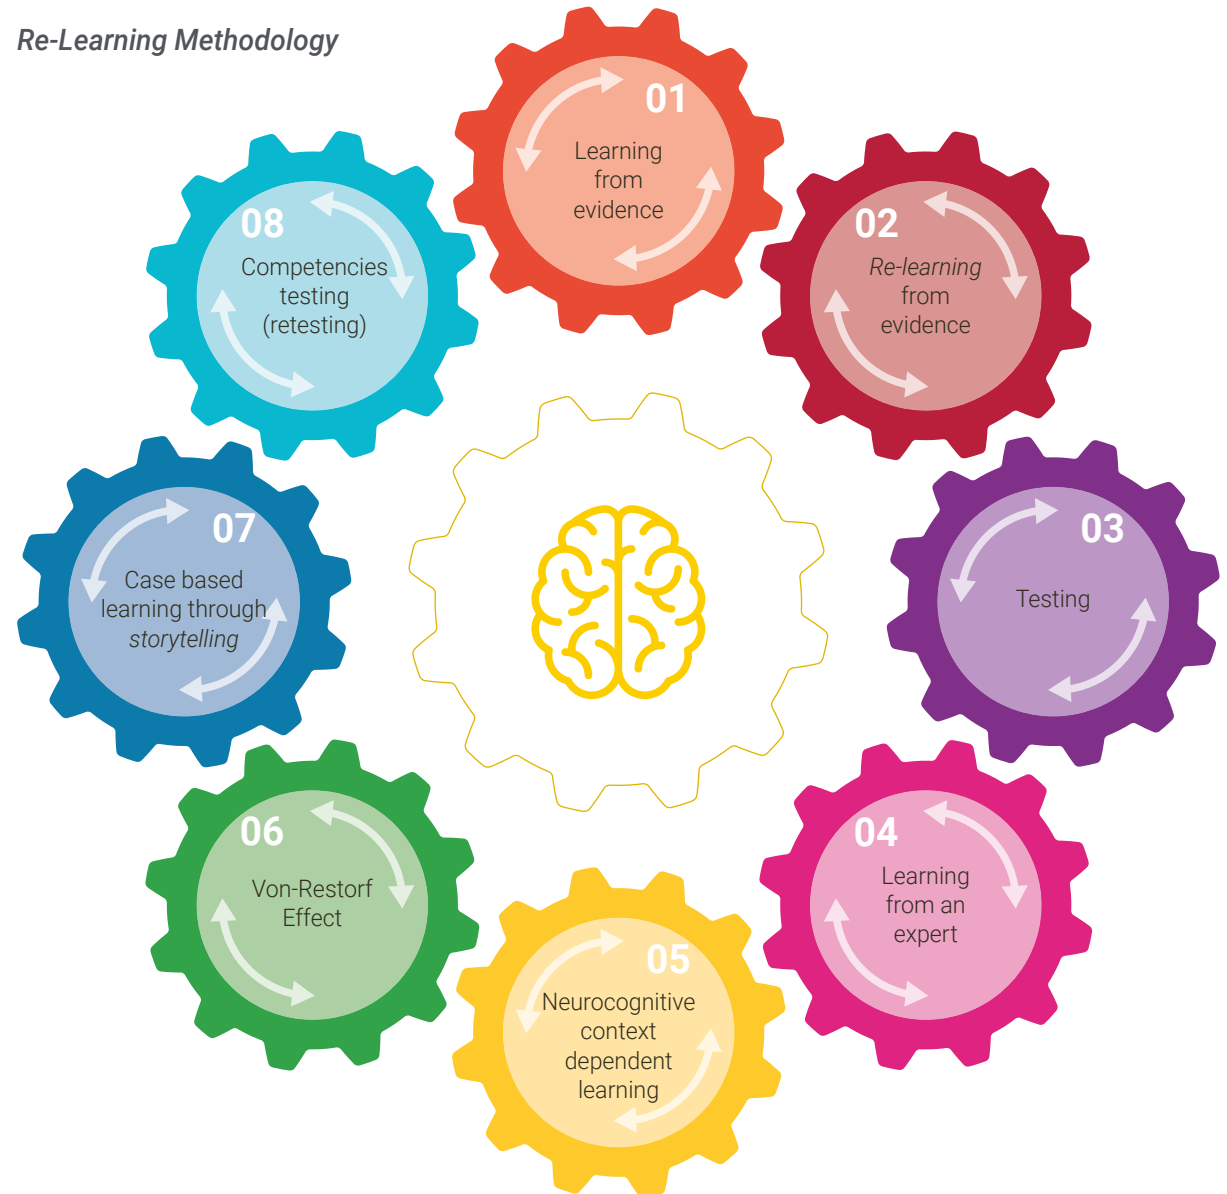 Re-Learning Methodology
01
Learning
from
evidence
02
Re-learning
from
evidence
03
Testing
04
Learning
from an
expert
05
Neurocognitive
context
dependent
learning
06
Von-Restorf
Effect
07
Case based
learning through
storytelling
08
Competencies
testing
(retesting)